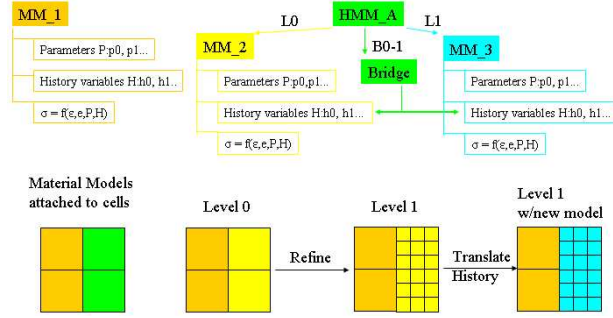 MM_1
L0
HMM_A
L1
MM_2
B0-1
MM_3
Bridge
Parameters P:p0, p1...
History variables H:h0, h1...
σ = f(ε,e,P,H)
Parameters P:p0,p1...
History variables H:h0, h1...
σ = f(ε,e,P,H)
Parameters P:p0, p1...
History variables H:h0, h1...
σ = f(ε,e,P,H)
Material Models
attached to cells
Level 0
Refine
Level 1
Translate
History
Level 1
w/new model